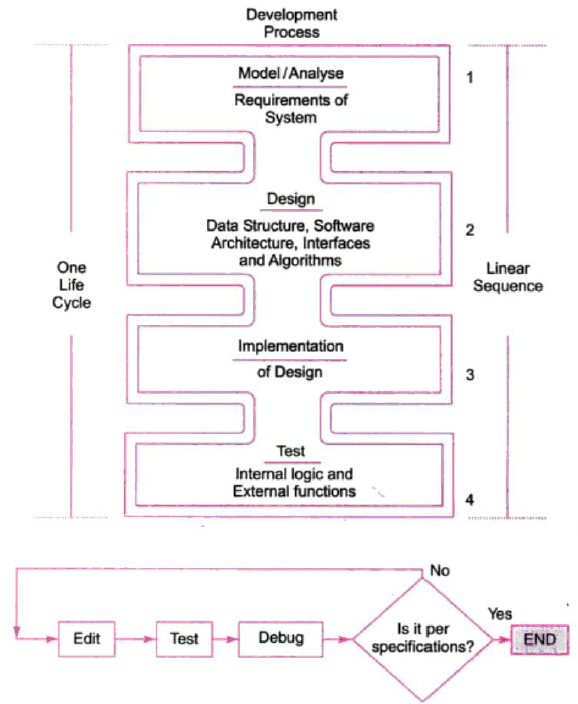 Development
Process
Model/Analyse
Requirements of
System
1
Design
Data Structure, Software
Architecture, Interfaces
and Algorithms
2
One
Life
Cycle
Linear
Sequence
Implementation
of Design
3
Test
Internal logic and
External functions
4
No
Edit
Test
Debug
Is it per
specifications?
Yes
END